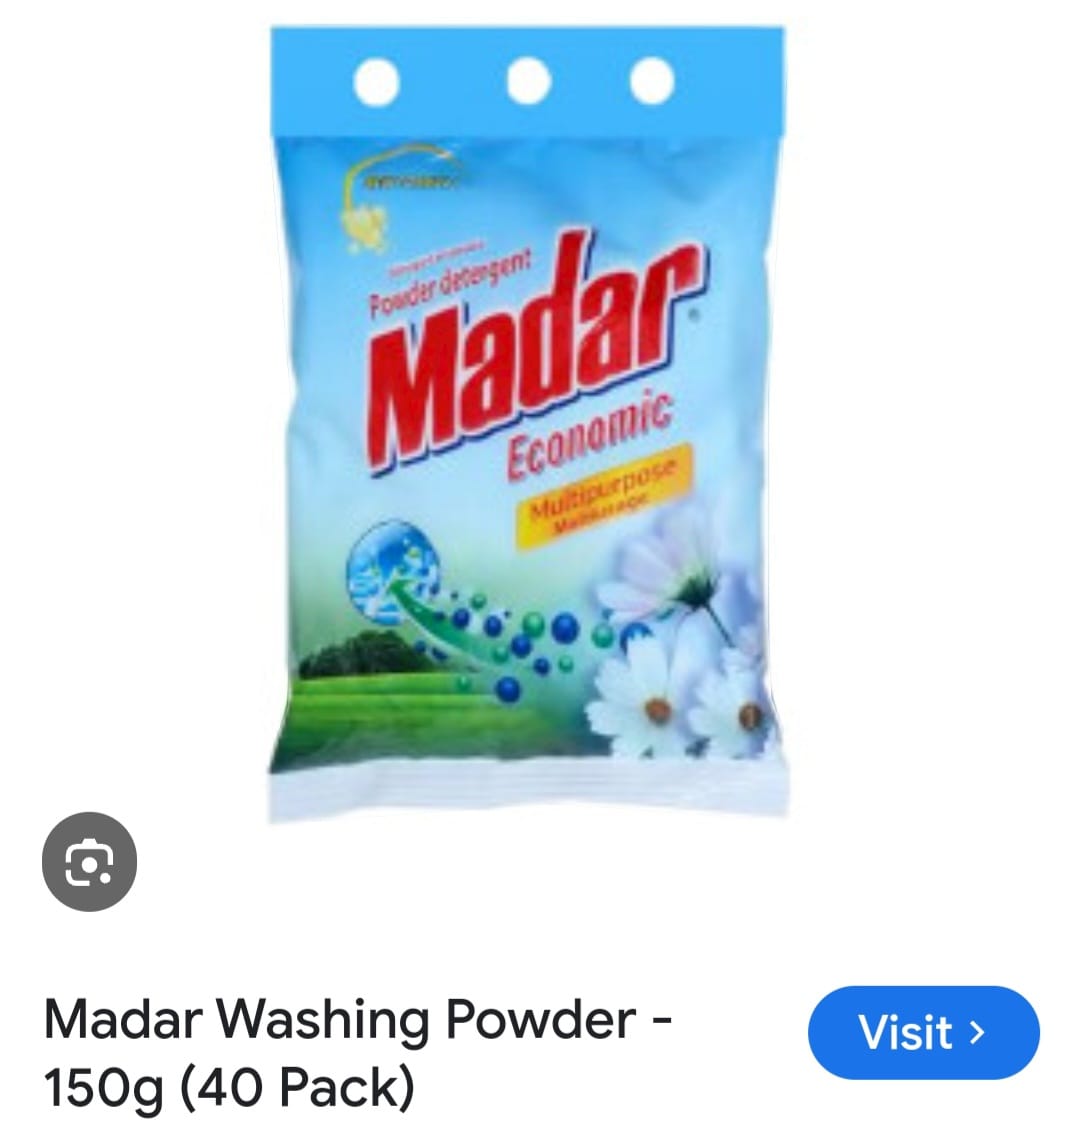 Powder detergent
Madar
Economic
Multipurpose
Madar Washing Powder -
150g (40 Pack)
Visit